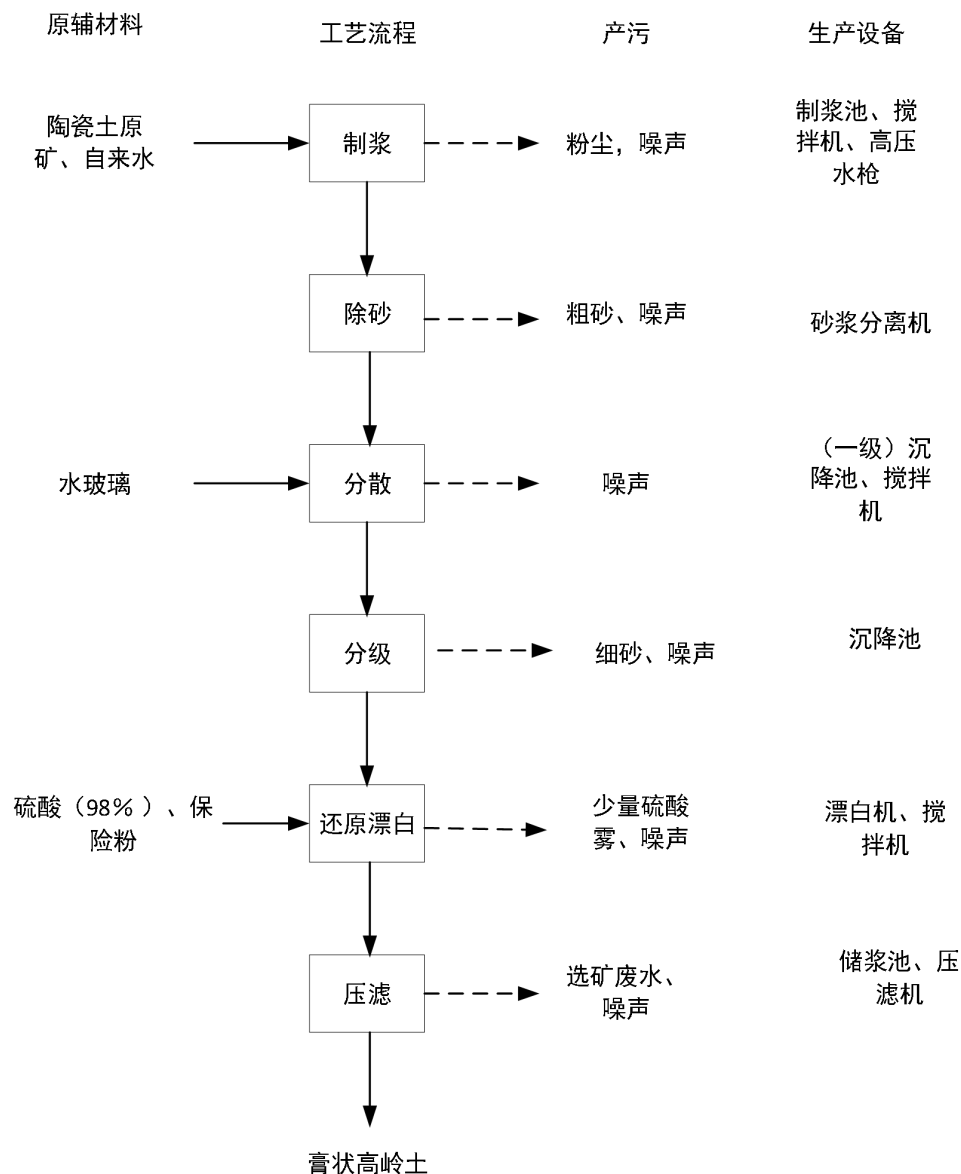 原辅材料
工艺流程
产污
生产设备
陶瓷土原
矿、自来水
制浆
粉尘，噪声
制浆池、搅
拌机、高压
水枪
除砂
粗砂、噪声
砂浆分离机
水玻璃
分散
噪声
（一级）沉
降池、搅拌
机
分级
细砂、噪声
沉降池
硫酸（98%）、保
险粉
还原漂白
少量硫酸
雾、噪声
漂白机、搅
拌机
压滤
选矿废水、
噪声
储浆池、压
滤机
膏状高岭土